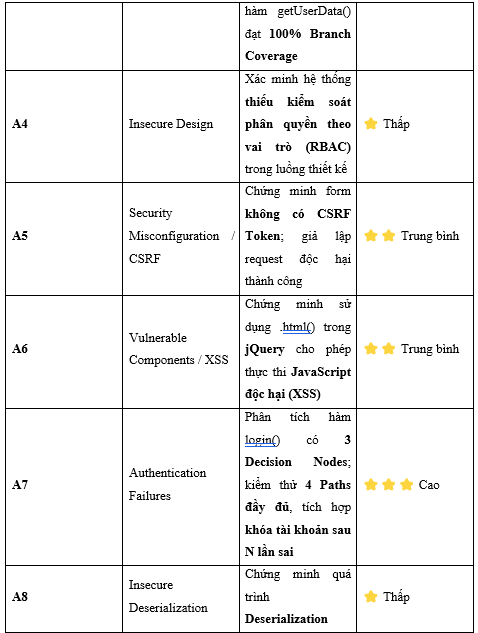 hàm getUserData()
đạt 100% Branch
Coverage
A4
Insecure Design
Xác minh hệ thống
thiếu kiểm soát
phân quyền theo
vai trò (RBAC)
trong luồng thiết kế
Thấp
A5
Security
Misconfiguration /
CSRF
Chứng minh form
không có CSRF
Token; giả lập
request độc hại
thành công
Trung bình
A6
Vulnerable
Components / XSS
Chứng minh sử
dụng .html() trong
jQuery cho phép
thực thi JavaScript
độc hại (XSS)
Trung bình
A7
Authentication
Failures
Phân tích hàm
login() có 3
Decision Nodes;
kiểm thử 4 Paths
đầy đủ, tích hợp
khóa tài khoản sau
N lần sai
Cao
A8
Insecure
Deserialization
Chứng minh quá
trình
Deserialization
Thấp